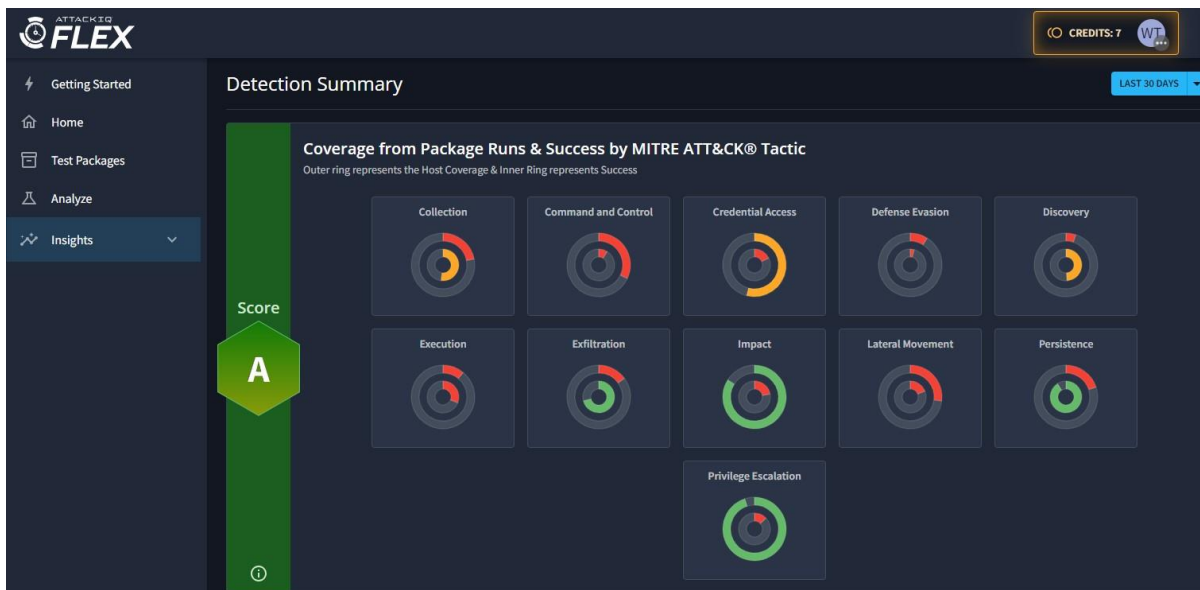 ATTACKIQ
FLEX
CREDITS: 7
WT
Getting Started
Home
Test Packages
Analyze
Insights
Detection Summary
LAST 30 DAYS
Coverage from Package Runs & Success by MITRE ATT&CK® Tactic
Outer ring represents the Host Coverage & Inner Ring represents Success
Score
A
Collection
Command and Control
Credential Access
Defense Evasion
Discovery
Execution
Exfiltration
Impact
Lateral Movement
Persistence
Privilege Escalation